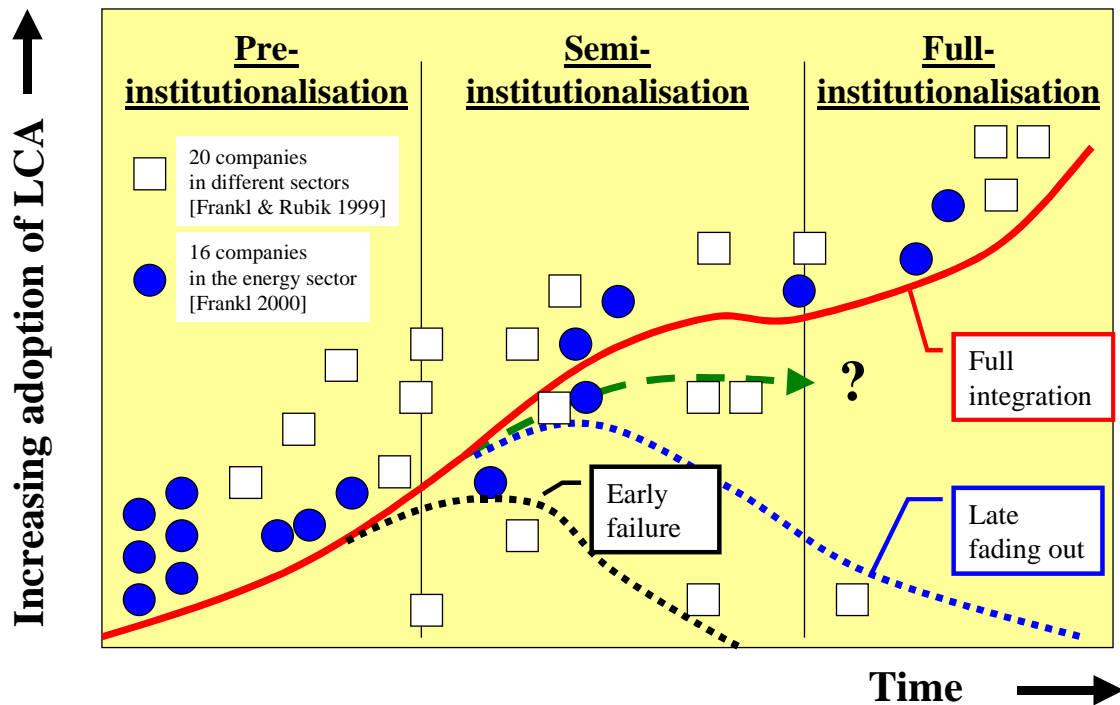 Increasing adoption of LCA
Pre-
institutionalisation
Semi-
institutionalisation
Full-
institutionalisation
20 companies
in different sectors
[Frankl & Rubik 1999]
16 companies
in the energy sector
[Frankl 2000]
?
Full
integration
Early
failure
Late
fading out
Time